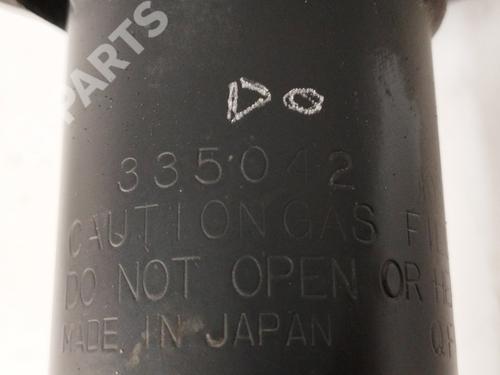 PARTS
DO
335042
CAUTION GAS
DO NOT OPEN OR
MADE IN JAPAN